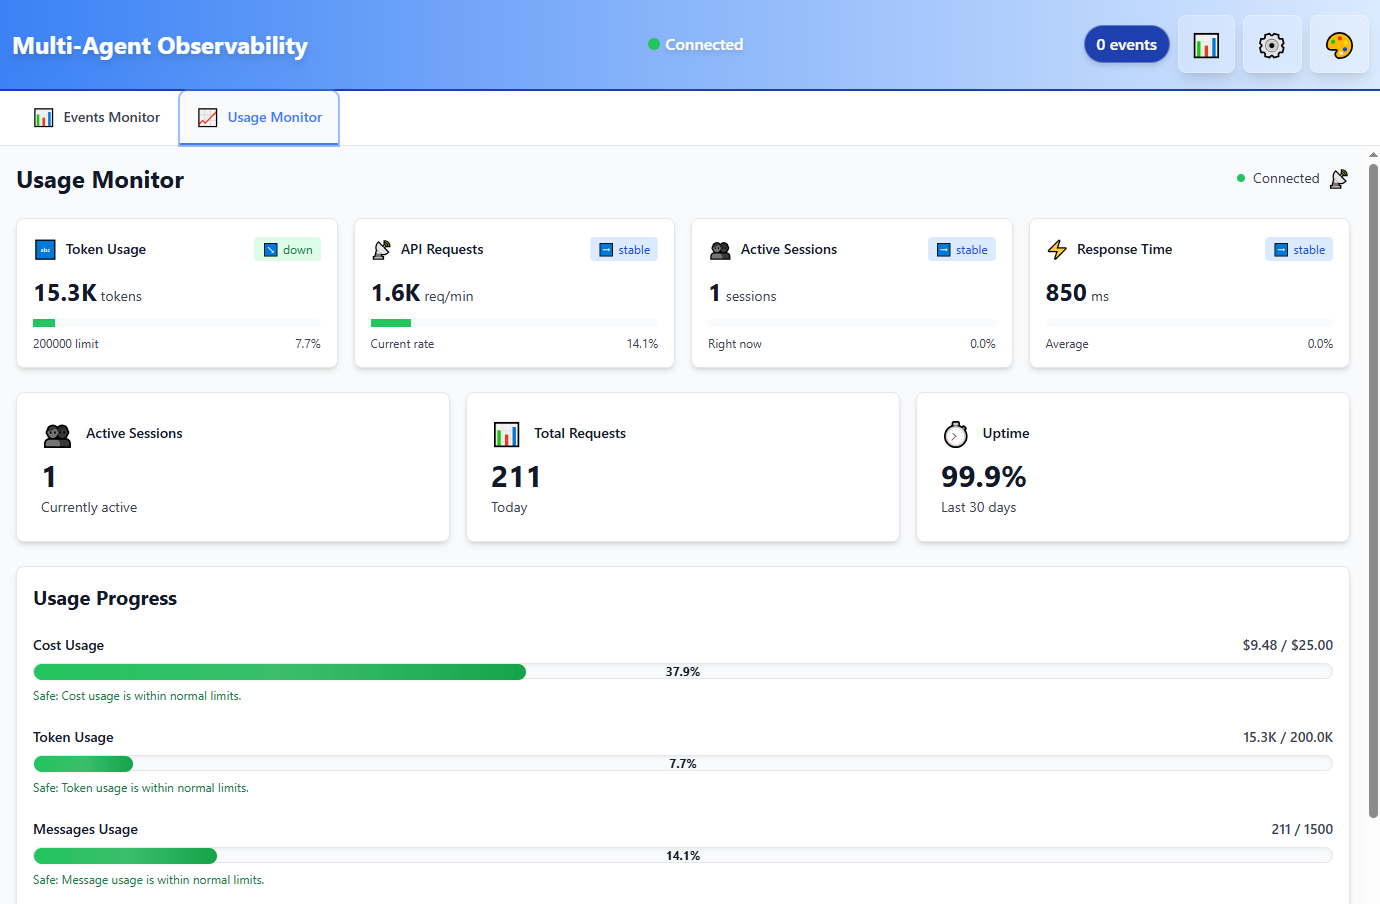 Multi-Agent Observability
Connected
0 events
Events Monitor
Usage Monitor
Usage Monitor
Connected
abc Token Usage
down
15.3K tokens
200000 limit
7.7%
API Requests
stable
1.6K req/min
Current rate
14.1%
Active Sessions
stable
1 sessions
Right now
0.0%
Response Time
stable
850 ms
Average
0.0%
Active Sessions
1
Currently active
Total Requests
211
Today
Uptime
99.9%
Last 30 days
Usage Progress
Cost Usage
$9.48 / $25.00
37.9%
Safe: Cost usage is within normal limits.
Token Usage
15.3K / 200.0K
7.7%
Safe: Token usage is within normal limits.
Messages Usage
211 / 1500
14.1%
Safe: Message usage is within normal limits.